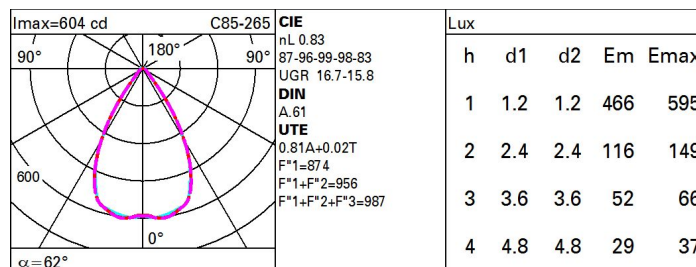 Imax=604 cd C85-265
90° 180° 90°
600
0°
α=62°
CIE
nL 0.83
87-96-99-98-83
UGR 16.7-15.8
DIN
A.61
UTE
0.81A+0.02T
F"1=874
F"1+F"2=956
F"1+F"2+F"3=987
Lux
h d1 d2 Em Emax
1 1.2 1.2 466 595
2 2.4 2.4 116 149
3 3.6 3.6 52 66
4 4.8 4.8 29 37